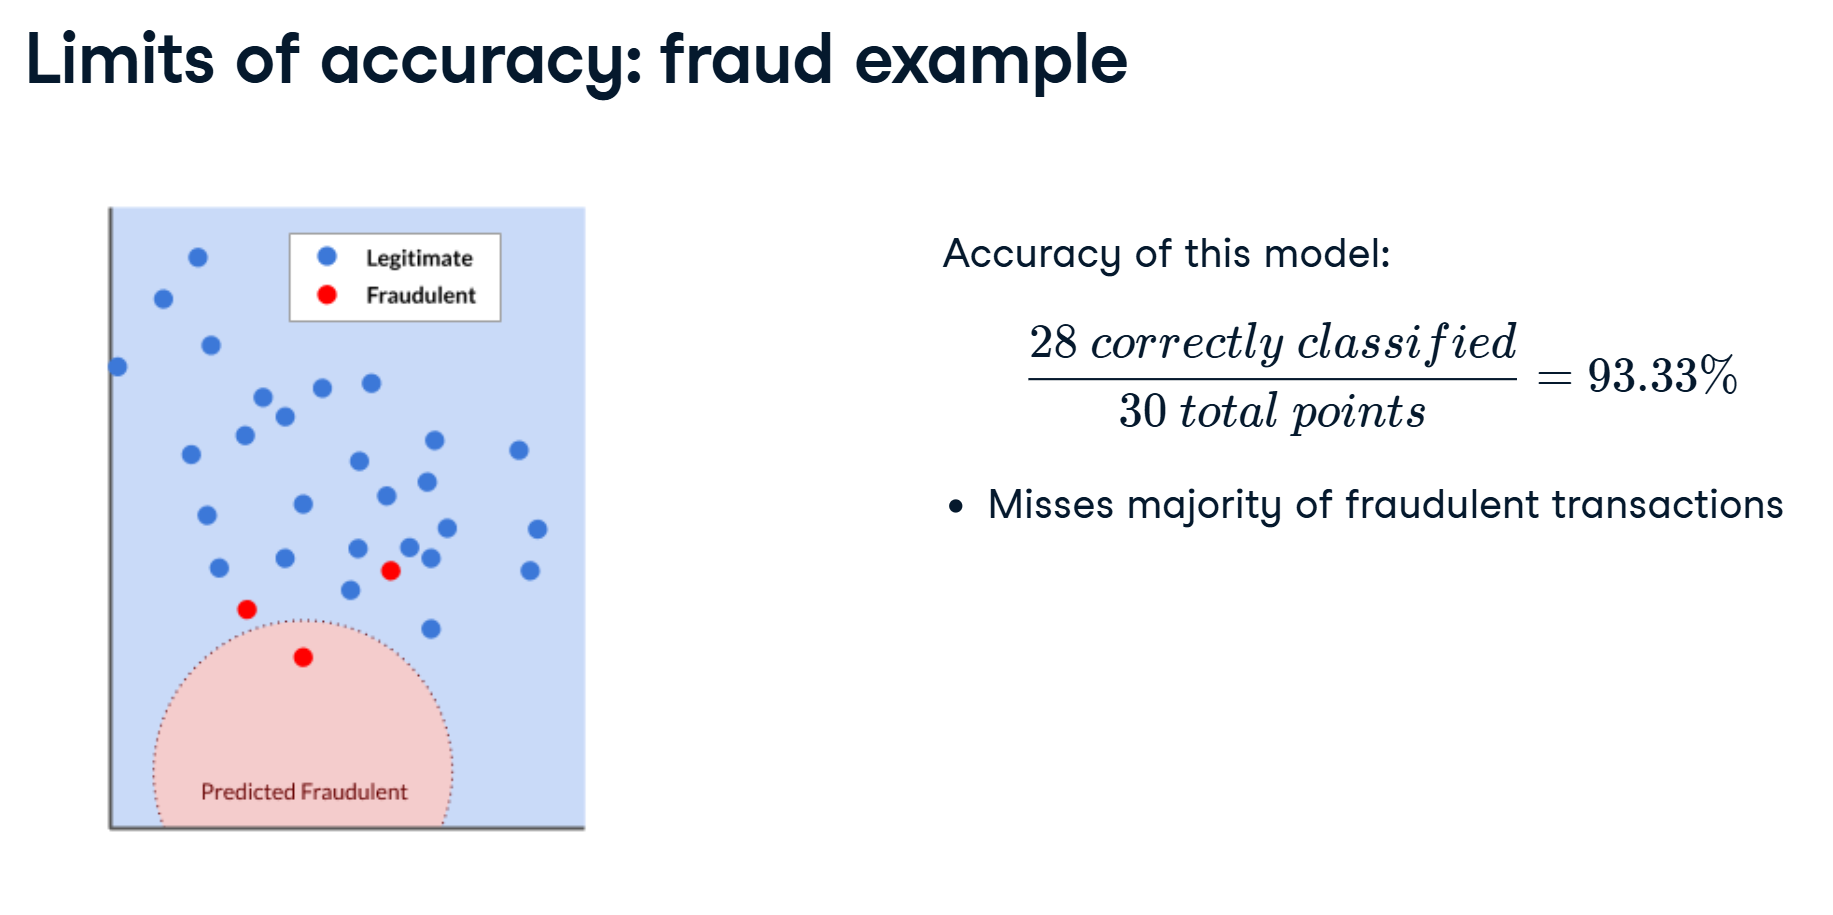 Limits of accuracy: fraud example
Legitimate
Fraudulent
Predicted Fraudulent
Accuracy of this model:
28 correctly classified
30 total points
= 93.33%
• Misses majority of fraudulent transactions